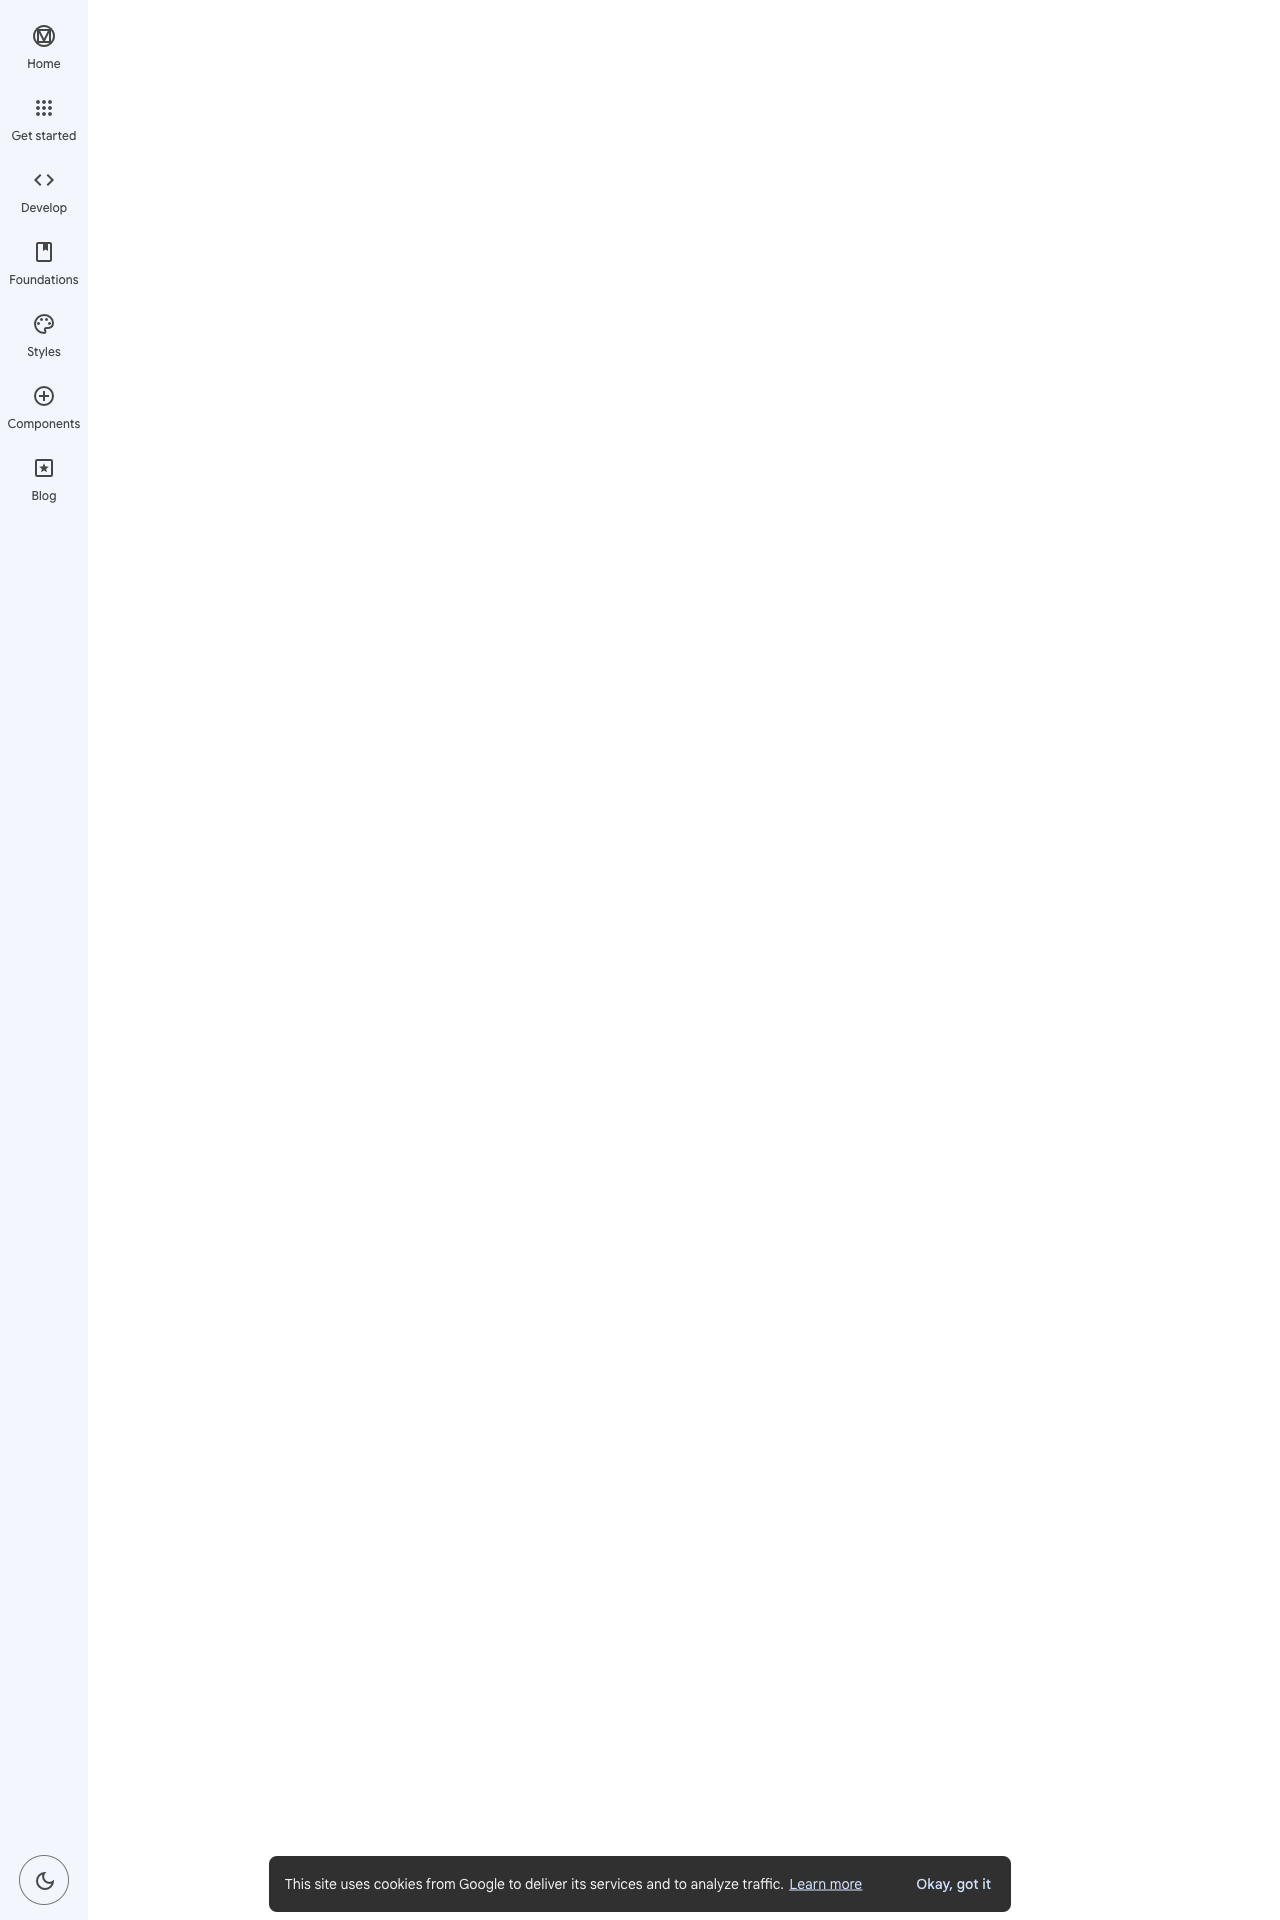 Home
Get started
Develop
Foundations
Styles
Components
Blog
This site uses cookies from Google to deliver its services and to analyze traffic. Learn more
Okay, got it